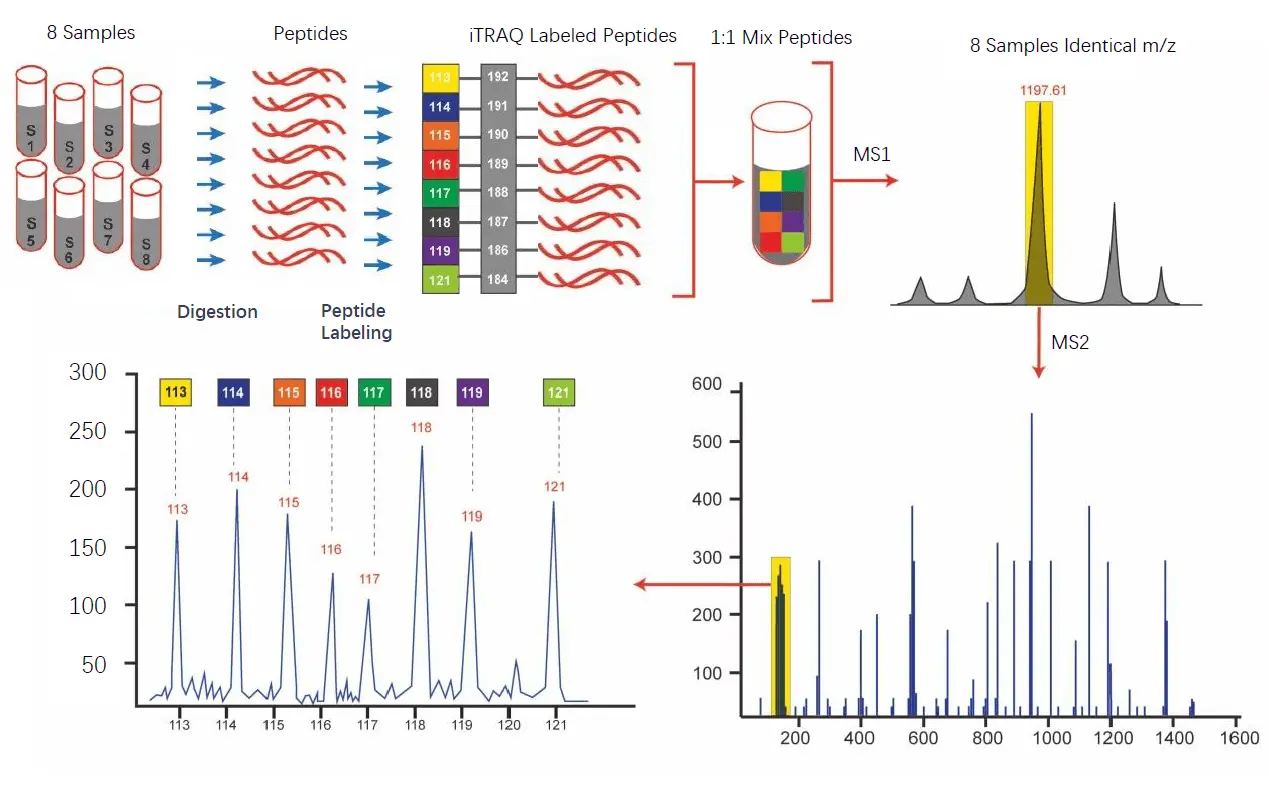 8 Samples
Peptides
iTRAQ Labeled Peptides
1:1 Mix Peptides
8 Samples Identical m/z
S
1
S
2
S
3
S
4
S
5
S
6
S
7
S
8
113 192
114 191
115 190
116 189
117 188
118 187
119 186
121 184
MS1
1197.61
Digestion
Peptide
Labeling
MS2
300
250
200
150
100
50
113 114 115 116 117 118 119 121
113
114
115
116
117
118
119
121
113 114 115 116 117 118 119 120 121
600
500
400
300
200
100
200 400 600 800 1000 1200 1400 1600